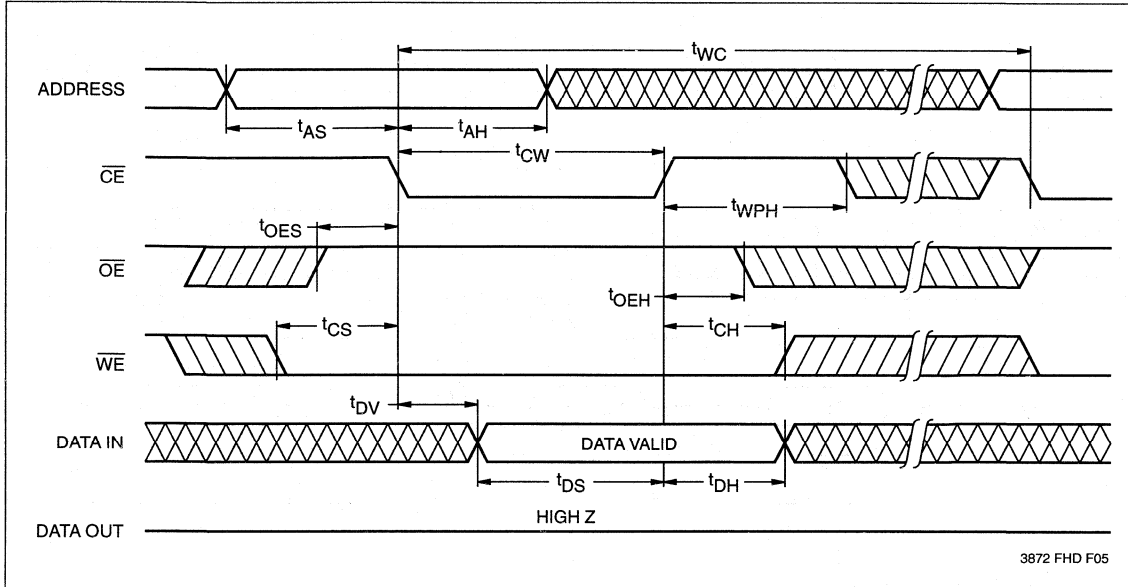 tWC
ADDRESS
tAS
tAH
tCW
CE
tWPH
tOES
OE
tOEH
tCS
tCH
WE
tDV
DATA IN
DATA VALID
tDS
tDH
HIGH Z
DATA OUT
3872 FHD F05